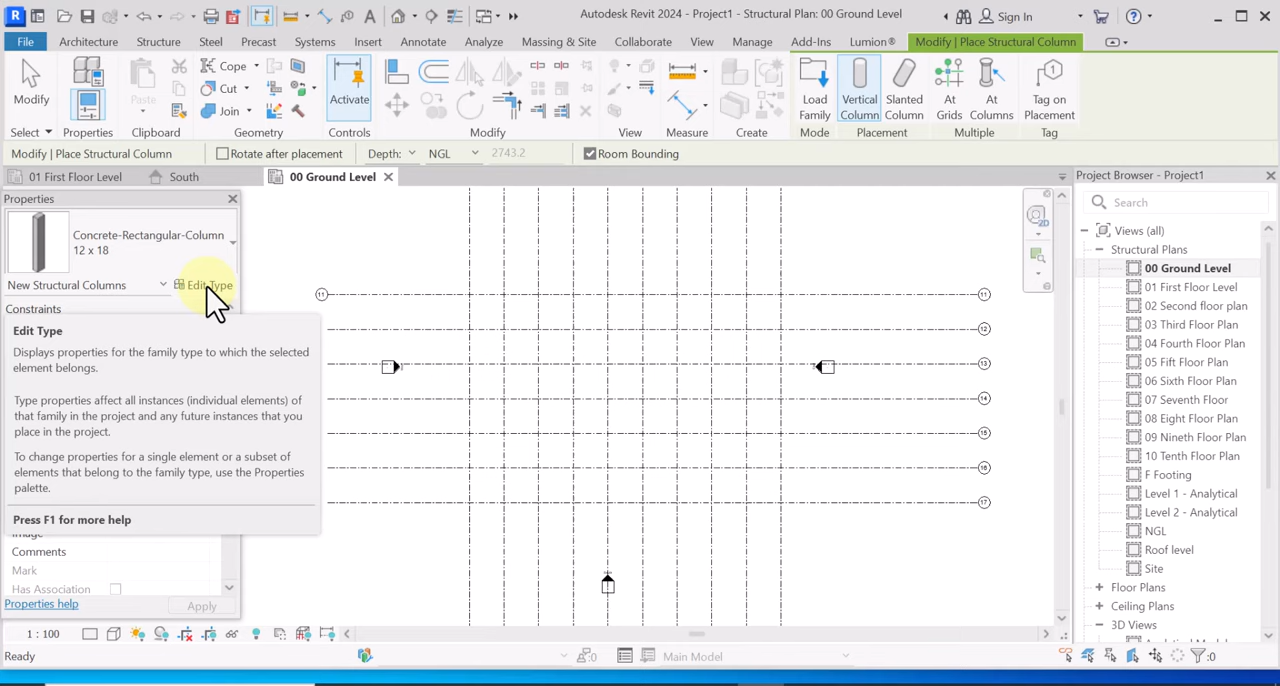 Autodesk Revit 2024 - Project1 - Structural Plan: 00 Ground Level
Sign In
File Architecture Structure Steel Precast Systems Insert Annotate Analyze Massing & Site Collaborate View Manage Add-Ins Lumion® Modify | Place Structural Column
Modify
Paste
Cope
Cut
Join
Activate
Load Family
Vertical Column
Slanted Column
At Grids
At Columns
Tag on Placement
Select Properties Clipboard Geometry Controls Modify View Measure Create Mode Placement Multiple Tag
Modify | Place Structural Column Rotate after placement Depth: NGL 2743.2 Room Bounding
01 First Floor Level South 00 Ground Level
Project Browser - Project1
Properties
Concrete-Rectangular-Column
12 x 18
New Structural Columns Edit Type
Constraints
Edit Type
Displays properties for the family type to which the selected
element belongs.
Type properties affect all instances (individual elements) of
that family in the project and any future instances that you
place in the project.
To change properties for a single element or a subset of
elements that belong to the family type, use the Properties
palette.
Press F1 for more help
Image
Comments
Mark
Has Association
Properties help Apply
11 11
12
13
14
15
16
17
2D
Search
Views (all)
Structural Plans
00 Ground Level
01 First Floor Level
02 Second floor plan
03 Third Floor Plan
04 Fourth Floor Plan
05 Fift Floor Plan
06 Sixth Floor Plan
07 Seventh Floor
08 Eight Floor Plan
09 Nineth Floor Plan
10 Tenth Floor Plan
F Footing
Level 1 - Analytical
Level 2 - Analytical
NGL
Roof level
Site
Floor Plans
Ceiling Plans
3D Views
1 : 100
Ready :0 Main Model :0